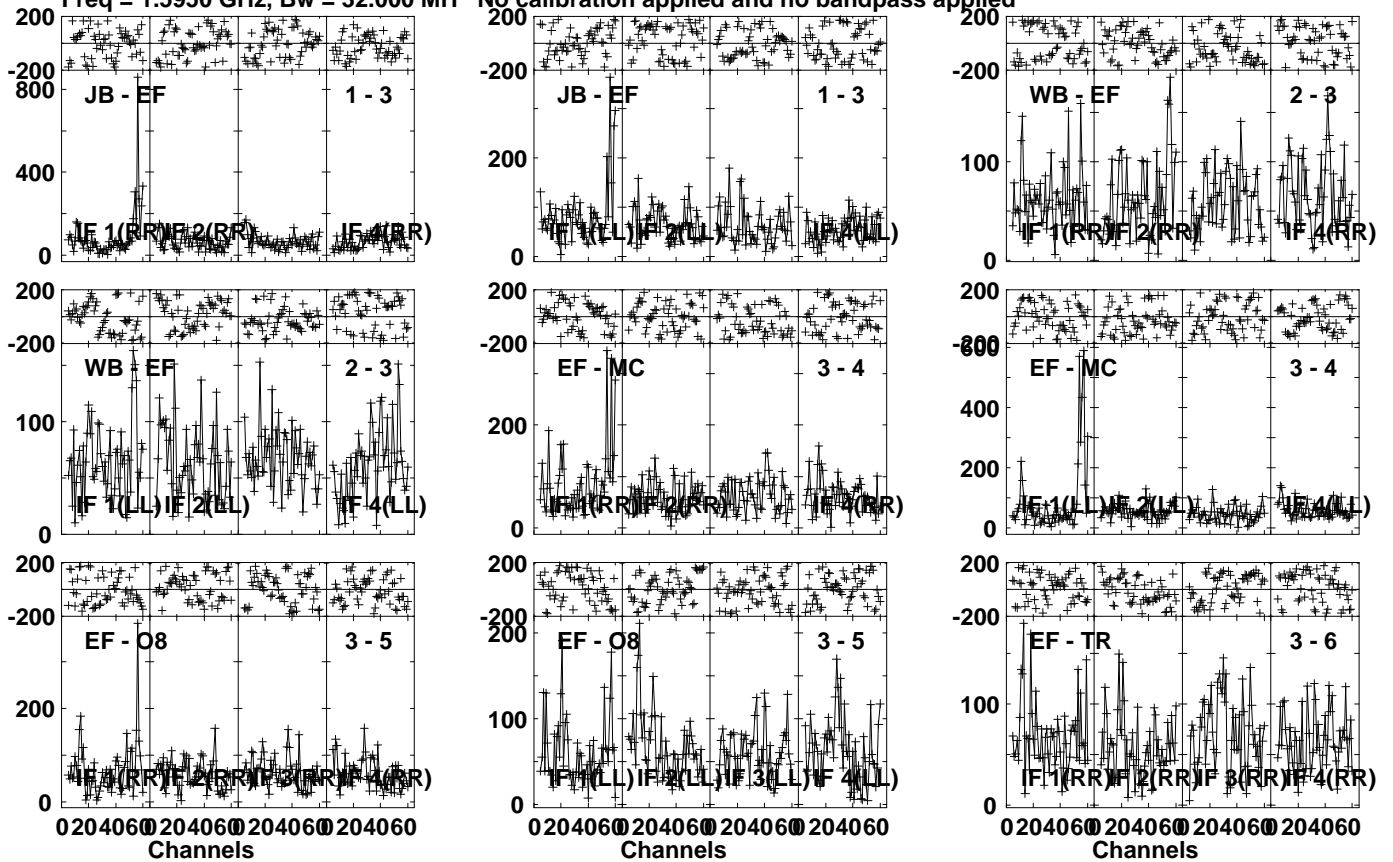 Freq = 1.5950 GHz, Bw = 32.000 MH No calibration applied and no bandpass applied
200
-200
800
400
0
JB - EF 1 - 3
IF 1(RR) IF 2(RR) IF 4(RR)
200
-200
200
0
JB - EF 1 - 3
IF 1(LL) IF 2(LL) IF 4(LL)
200
-200
100
0
WB - EF 2 - 3
IF 1(RR) IF 2(RR) IF 4(RR)
200
-200
100
0
WB - EF 2 - 3
IF 1(LL) IF 2(LL) IF 4(LL)
200
-200
200
0
EF - MC 3 - 4
IF 1(RR) IF 2(RR) IF 4(RR)
200
-200
600
400
200
0
EF - MC 3 - 4
IF 1(LL) IF 2(LL) IF 4(LL)
200
-200
200
0
EF - O8 3 - 5
IF 1(RR) IF 2(RR) IF 3(RR) IF 4(RR)
0 20 40 60 0 20 40 60 0 20 40 60 0 20 40 60
Channels
200
-200
200
100
0
EF - O8 3 - 5
IF 1(LL) IF 2(LL) IF 3(LL) IF 4(LL)
0 20 40 60 0 20 40 60 0 20 40 60 0 20 40 60
Channels
200
-200
100
0
EF - TR 3 - 6
IF 1(RR) IF 2(RR) IF 3(RR) IF 4(RR)
0 20 40 60 0 20 40 60 0 20 40 60 0 20 40 60
Channels